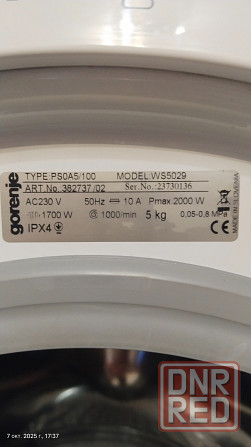 gorenje
TYPE PS0A5/100 MODEL WS5029
ART.No.:382737/02 Ser.No.:23730136
AC230 V 50Hz 10 A Pmax 2000 W
1700 W 1000/min 5 kg 0,05-0,8 MPa
IPX4
CE
MADE IN SLOVENIA
7 окт. 2025 г., 17:37
DNR
RED